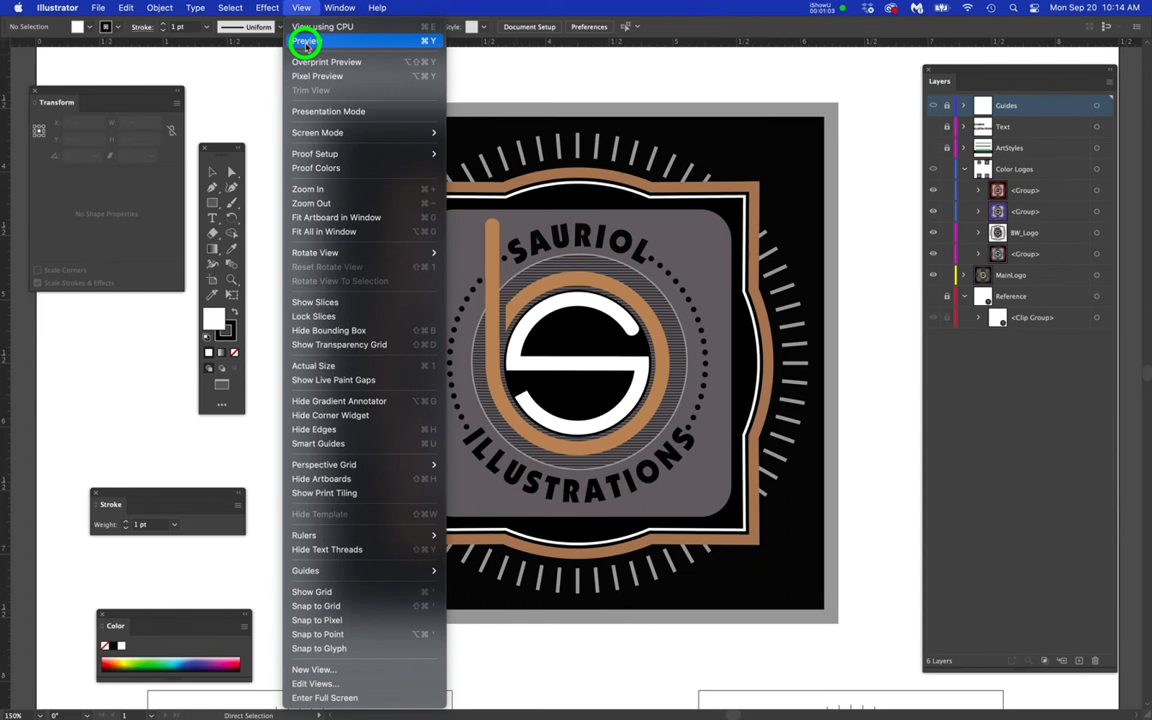 Illustrator File Edit Object Type Select Effect View Window Help
iShowU
00:01:03
Mon Sep 20 10:14 AM
No Selection Stroke: 1 pt Uniform Style: Document Setup Preferences
View using CPU ⌘ E
Preview ⌘ Y
Overprint Preview ⌥⇧⌘ Y
Pixel Preview ⌥⌘ Y
Trim View
Presentation Mode
Screen Mode
Proof Setup
Proof Colors
Zoom In ⌘ +
Zoom Out ⌘ −
Fit Artboard in Window ⌘ 0
Fit All in Window ⌥⌘ 0
Rotate View
Reset Rotate View ⇧⌘ 1
Rotate View To Selection
Show Slices
Lock Slices
Hide Bounding Box ⇧⌘ B
Show Transparency Grid ⇧⌘ D
Actual Size ⌘ 1
Show Live Paint Gaps
Hide Gradient Annotator ⌥⌘ G
Hide Corner Widget
Hide Edges ⌘ H
Smart Guides ⌘ U
Perspective Grid
Hide Artboards ⇧⌘ H
Show Print Tiling
Hide Template ⇧⌘ W
Rulers
Hide Text Threads ⇧⌘ Y
Guides
Show Grid ⌘ '
Snap to Grid ⇧⌘ '
Snap to Pixel
Snap to Point ⌥⌘ '
Snap to Glyph
New View...
Edit Views...
Enter Full Screen
Transform
X:
Y:
No Shape Properties
Scale Corners
Scale Strokes & Effects
Stroke
Weight: 1 pt
Color
SAURIOL
ILLUSTRATIONS
Layers
Guides
Text
ArtStyles
Color Logos
<Group>
<Group>
BW_Logo
<Group>
MainLogo
Reference
<Clip Group>
6 Layers
150% 0° 1 Direct Selection